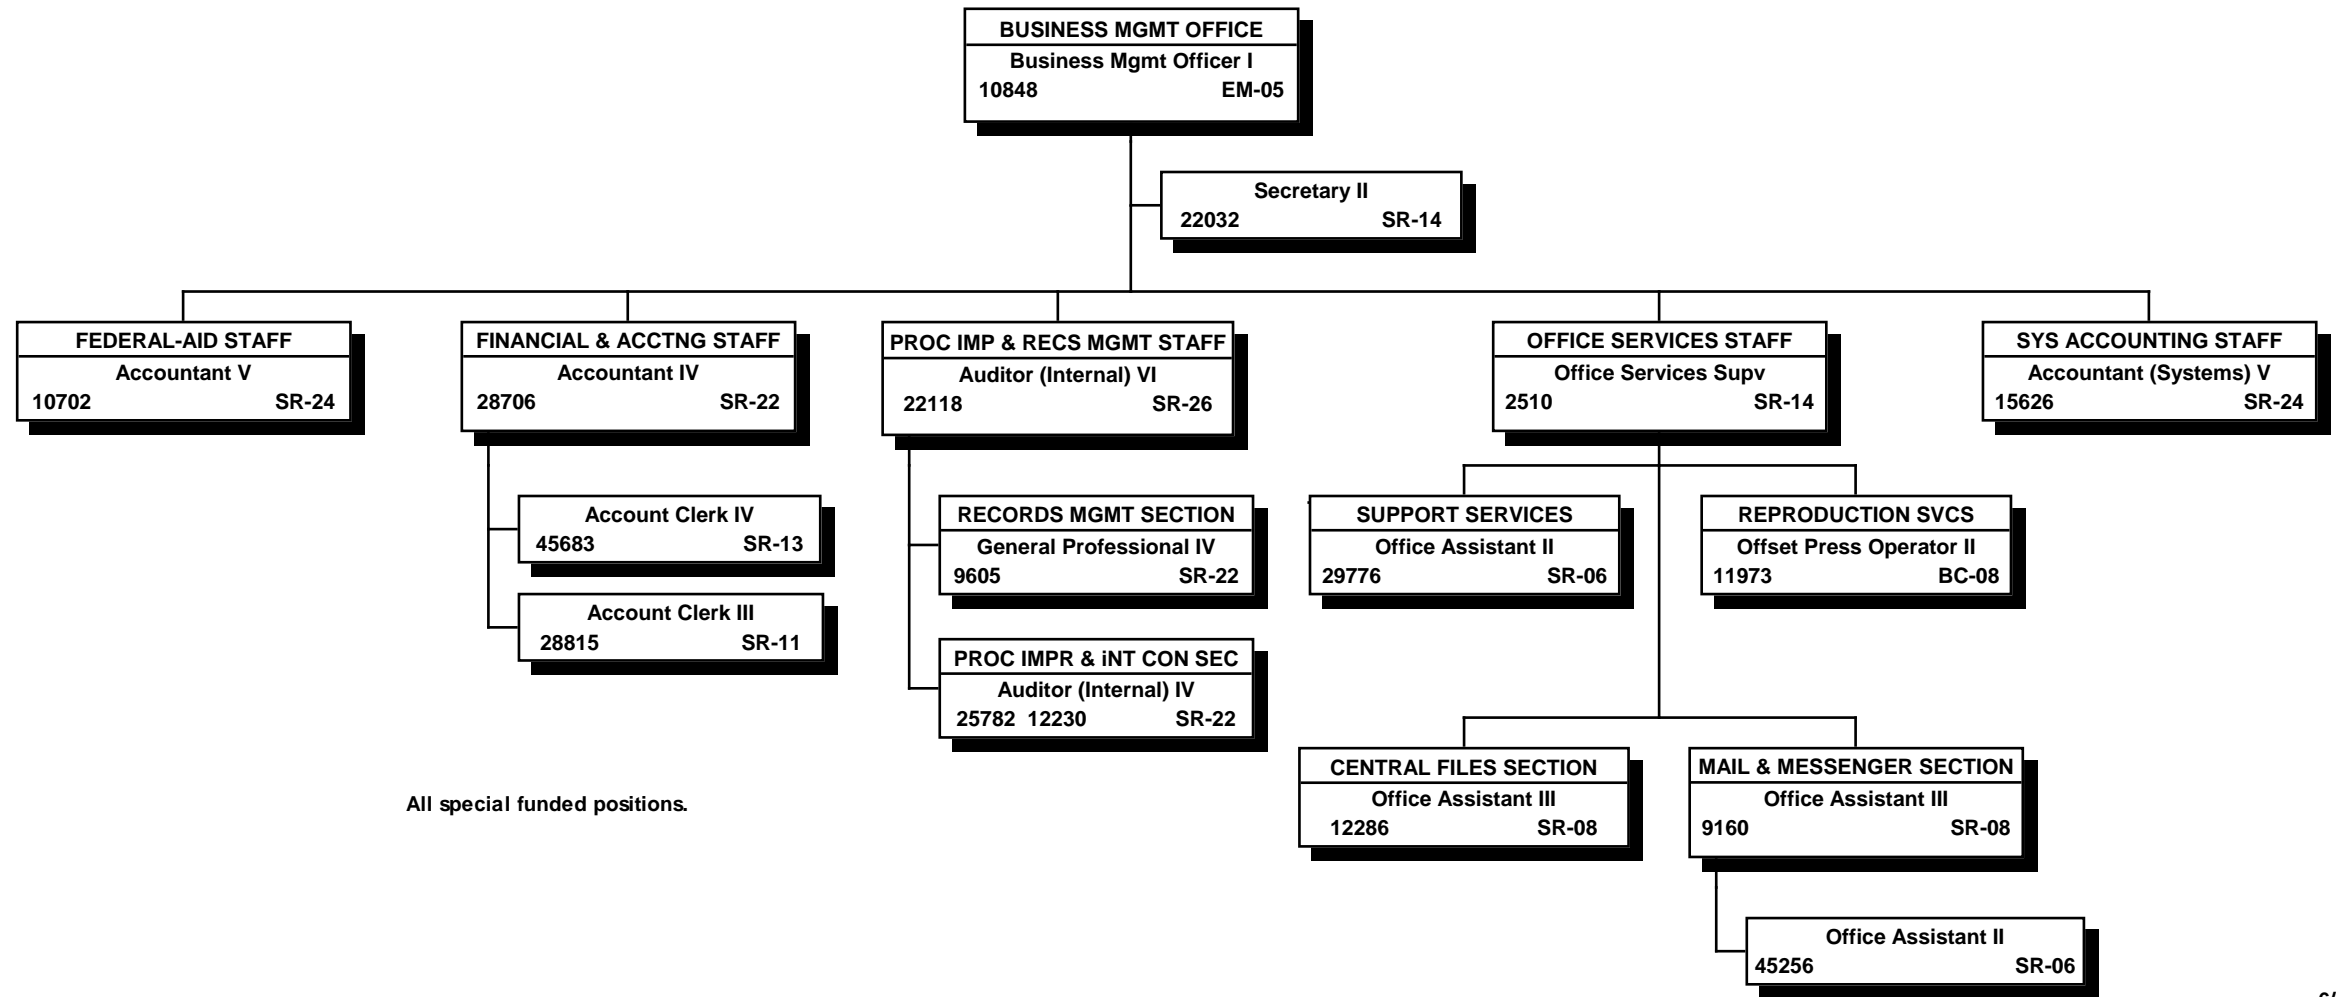 BUSINESS MGMT OFFICE
Business Mgmt Officer I
10848 EM-05
Secretary II
22032 SR-14
FEDERAL-AID STAFF
Accountant V
10702 SR-24
FINANCIAL & ACCTNG STAFF
Accountant IV
28706 SR-22
Account Clerk IV
45683 SR-13
Account Clerk III
28815 SR-11
PROC IMP & RECS MGMT STAFF
Auditor (Internal) VI
22118 SR-26
RECORDS MGMT SECTION
General Professional IV
9605 SR-22
PROC IMPR & iNT CON SEC
Auditor (Internal) IV
25782 12230 SR-22
OFFICE SERVICES STAFF
Office Services Supv
2510 SR-14
SUPPORT SERVICES
Office Assistant II
29776 SR-06
REPRODUCTION SVCS
Offset Press Operator II
11973 BC-08
CENTRAL FILES SECTION
Office Assistant III
12286 SR-08
MAIL & MESSENGER SECTION
Office Assistant III
9160 SR-08
Office Assistant II
45256 SR-06
SYS ACCOUNTING STAFF
Accountant (Systems) V
15626 SR-24
All special funded positions.